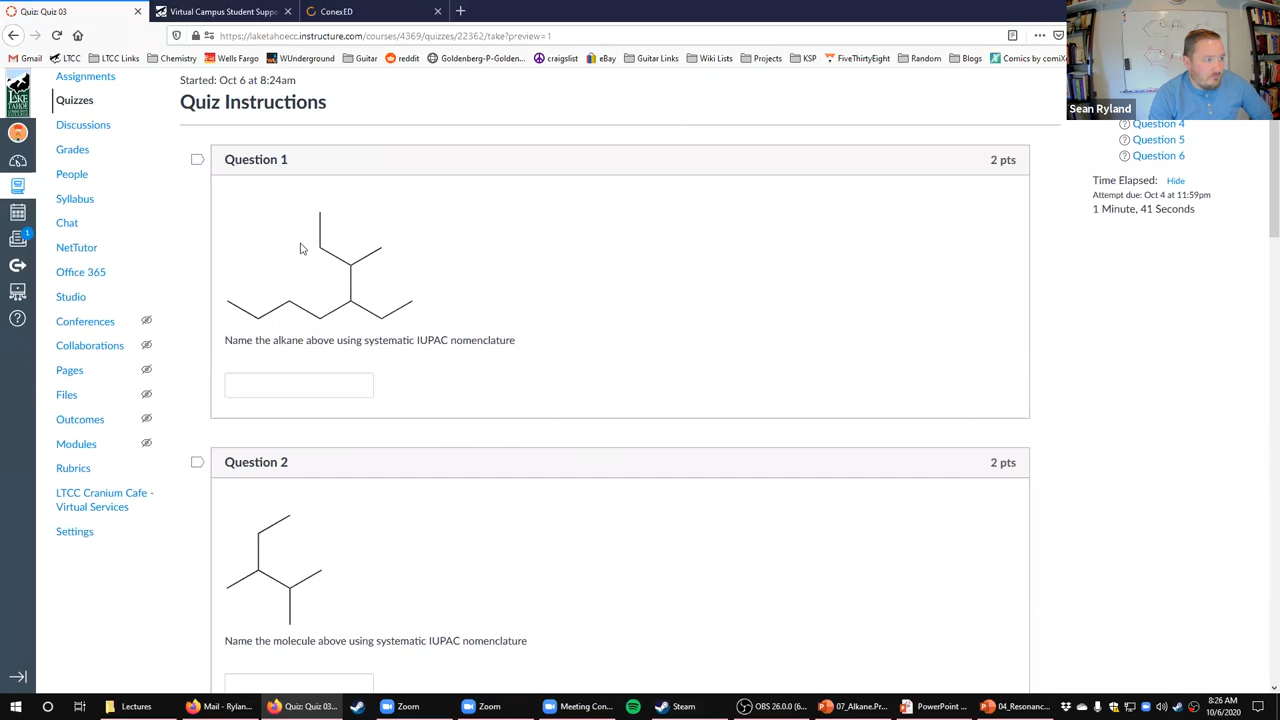 Quiz: Quiz 03
Virtual Campus Student Suppo
ConexED
https://laketahoecc.instructure.com/courses/4369/quizzes/22362/take?preview=1
Gmail
LTCC
LTCC Links
Chemistry
Wells Fargo
WUnderground
Guitar
reddit
Goldenberg-P-Golden...
craigslist
eBay
Guitar Links
Wiki Lists
Projects
KSP
FiveThirtyEight
Random
Blogs
Comics by comiX
Sean Ryland
LAKE TAHOE
1
Assignments
Quizzes
Discussions
Grades
People
Syllabus
Chat
NetTutor
Office 365
Studio
Conferences
Collaborations
Pages
Files
Outcomes
Modules
Rubrics
LTCC Cranium Cafe -
Virtual Services
Settings
Started: Oct 6 at 8:24am
Quiz Instructions
Question 1
2 pts
Name the alkane above using systematic IUPAC nomenclature
Question 2
2 pts
Name the molecule above using systematic IUPAC nomenclature
Question 4
Question 5
Question 6
Time Elapsed:
Hide
Attempt due: Oct 4 at 11:59pm
1 Minute, 41 Seconds
Lectures
Mail - Rylan...
Quiz: Quiz 03...
Zoom
Zoom
Meeting Con...
Steam
OBS 26.0.0 (6...
07_Alkane.Pr...
PowerPoint ...
04_Resonanc...
8:26 AM
10/6/2020